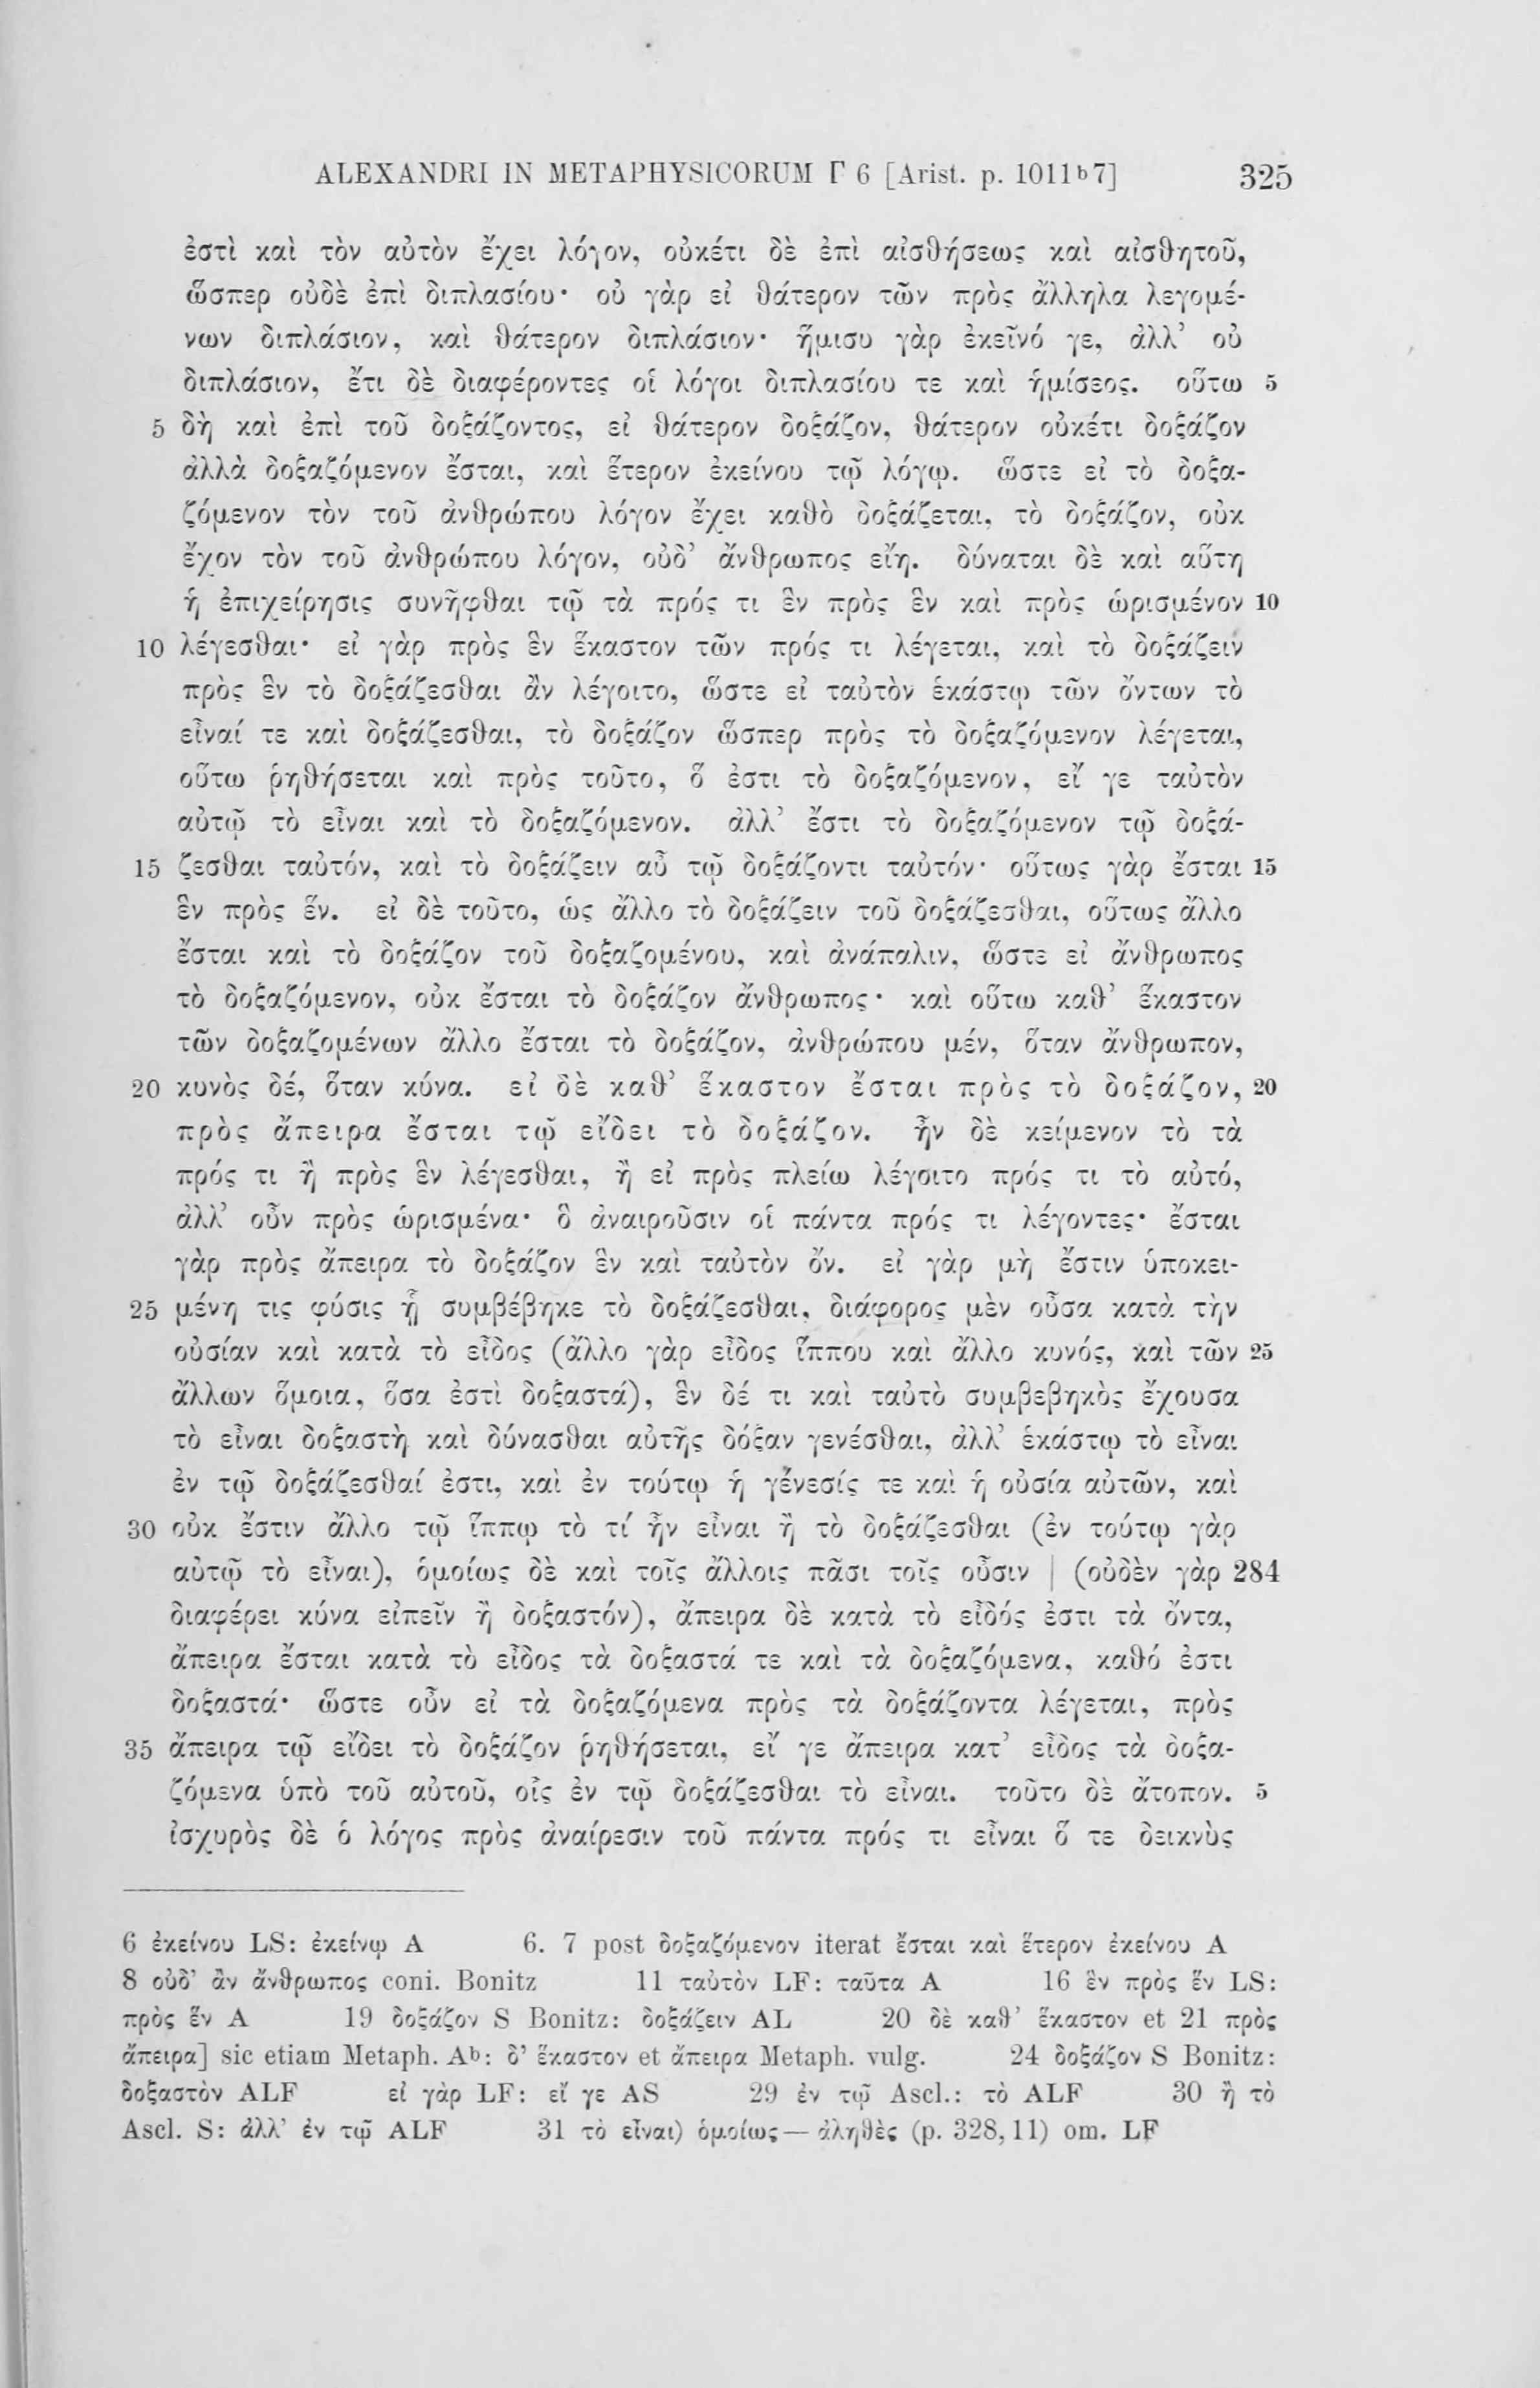 ALEXANDRI IN METAPHYSICORUM Γ 6 [Arist. p. 1011b7] 325
ἐστὶ καὶ τὸν αὐτὸν ἔχει λόγον, οὐκέτι δὲ ἐπὶ αἰσθήσεως καὶ αἰσθητοῦ,
ὥσπερ οὐδὲ ἐπὶ διπλασίου· οὐ γὰρ εἰ θάτερον τῶν πρὸς ἄλληλα λεγομέ-
νων διπλάσιον, καὶ θάτερον διπλάσιον· ἥμισυ γὰρ ἐκεῖνό γε, ἀλλ’ οὐ
διπλάσιον, ἔτι δὲ διαφέροντες οἱ λόγοι διπλασίου τε καὶ ἡμίσεος. οὕτω 5
5 δὴ καὶ ἐπὶ τοῦ δοξάζοντος, εἰ θάτερον δοξάζον, θάτερον οὐκέτι δοξάζον
ἀλλὰ δοξαζόμενον ἔσται, καὶ ἕτερον ἐκείνου τῷ λόγῳ. ὥστε εἰ τὸ δοξα-
ζόμενον τὸν τοῦ ἀνθρώπου λόγον ἔχει καθὸ δοξάζεται, τὸ δοξάζον, οὐκ
ἔχον τὸν τοῦ ἀνθρώπου λόγον, οὐδ’ ἄνθρωπος εἴη. δύναται δὲ καὶ αὕτη
ἡ ἐπιχείρησις συνῆφθαι τῷ τὰ πρός τι ἓν πρὸς ἓν καὶ πρὸς ὡρισμένον 10
10 λέγεσθαι· εἰ γὰρ πρὸς ἓν ἕκαστον τῶν πρός τι λέγεται, καὶ τὸ δοξάζειν
πρὸς ἓν τὸ δοξάζεσθαι ἂν λέγοιτο, ὥστε εἰ ταὐτὸν ἑκάστῳ τῶν ὄντων τὸ
εἶναί τε καὶ δοξάζεσθαι, τὸ δοξάζον ὥσπερ πρὸς τὸ δοξαζόμενον λέγεται,
οὕτω ῥηθήσεται καὶ πρὸς τοῦτο, ὅ ἐστι τὸ δοξαζόμενον, εἴ γε ταὐτὸν
αὐτῷ τὸ εἶναι καὶ τὸ δοξαζόμενον. ἀλλ’ ἔστι τὸ δοξαζόμενον τῷ δοξά-
15 ζεσθαι ταὐτόν, καὶ τὸ δοξάζειν αὖ τῷ δοξάζοντι ταὐτόν· οὕτως γὰρ ἔσται 15
ἓν πρὸς ἕν. εἰ δὲ τοῦτο, ὡς ἄλλο τὸ δοξάζειν τοῦ δοξάζεσθαι, οὕτως ἄλλο
ἔσται καὶ τὸ δοξάζον τοῦ δοξαζομένου, καὶ ἀνάπαλιν, ὥστε εἰ ἄνθρωπος
τὸ δοξαζόμενον, οὐκ ἔσται τὸ δοξάζον ἄνθρωπος· καὶ οὕτω καθ’ ἕκαστον
τῶν δοξαζομένων ἄλλο ἔσται τὸ δοξάζον, ἀνθρώπου μέν, ὅταν ἄνθρωπον,
20 κυνὸς δέ, ὅταν κύνα. εἰ δὲ καθ’ ἕκαστον ἔσται πρὸς τὸ δοξάζον, 20
πρὸς ἄπειρα ἔσται τῷ εἴδει τὸ δοξάζον. ἦν δὲ κείμενον τὸ τὰ
πρός τι ἢ πρὸς ἓν λέγεσθαι, ἢ εἰ πρὸς πλείω λέγοιτο πρός τι τὸ αὐτό,
ἀλλ’ οὖν πρὸς ὡρισμένα· ὃ ἀναιροῦσιν οἱ πάντα πρός τι λέγοντες· ἔσται
γὰρ πρὸς ἄπειρα τὸ δοξάζον ἓν καὶ ταὐτὸν ὄν. εἰ γὰρ μὴ ἔστιν ὑποκει-
25 μένη τις φύσις ᾗ συμβέβηκε τὸ δοξάζεσθαι, διάφορος μὲν οὖσα κατὰ τὴν
οὐσίαν καὶ κατὰ τὸ εἶδος (ἄλλο γὰρ εἶδος ἵππου καὶ ἄλλο κυνός, καὶ τῶν 25
ἄλλων ὅμοια, ὅσα ἐστὶ δοξαστά), ἓν δέ τι καὶ ταὐτὸ συμβεβηκὸς ἔχουσα
τὸ εἶναι δοξαστὴ καὶ δύνασθαι αὐτῆς δόξαν γενέσθαι, ἀλλ’ ἑκάστῳ τὸ εἶναι
ἐν τῷ δοξάζεσθαί ἐστι, καὶ ἐν τούτῳ ἡ γένεσίς τε καὶ ἡ οὐσία αὐτῶν, καὶ
30 οὐκ ἔστιν ἄλλο τῷ ἵππῳ τὸ τί ἦν εἶναι ἢ τὸ δοξάζεσθαι (ἐν τούτῳ γὰρ
αὐτῷ τὸ εἶναι), ὁμοίως δὲ καὶ τοῖς ἄλλοις πᾶσι τοῖς οὖσιν | (οὐδὲν γὰρ 284
διαφέρει κύνα εἰπεῖν ἢ δοξαστόν), ἄπειρα δὲ κατὰ τὸ εἶδός ἐστι τὰ ὄντα,
ἄπειρα ἔσται κατὰ τὸ εἶδος τὰ δοξαστά τε καὶ τὰ δοξαζόμενα, καθό ἐστι
δοξαστά· ὥστε οὖν εἰ τὰ δοξαζόμενα πρὸς τὰ δοξάζοντα λέγεται, πρὸς
35 ἄπειρα τῷ εἴδει τὸ δοξάζον ῥηθήσεται, εἴ γε ἄπειρα κατ’ εἶδος τὰ δοξα-
ζόμενα ὑπὸ τοῦ αὐτοῦ, οἷς ἐν τῷ δοξάζεσθαι τὸ εἶναι. τοῦτο δὲ ἄτοπον. 5
ἰσχυρὸς δὲ ὁ λόγος πρὸς ἀναίρεσιν τοῦ πάντα πρός τι εἶναι ὅ τε δεικνὺς
6 ἐκείνου LS: ἐκείνῳ A 6. 7 post δοξαζόμενον iterat ἔσται καὶ ἕτερον ἐκείνου A
8 οὐδ’ ἂν ἄνθρωπος coni. Bonitz 11 ταὐτὸν LF: ταῦτα A 16 ἓν πρὸς ἕν LS:
πρὸς ἕν A 19 δοξάζον S Bonitz: δοξάζειν AL 20 δὲ καθ’ ἕκαστον et 21 πρὸς
ἄπειρα] sic etiam Metaph. Ab: δ’ ἕκαστον et ἄπειρα Metaph. vulg. 24 δοξάζον S Bonitz:
δοξαστὸν ALF εἰ γὰρ LF: εἴ γε AS 29 ἐν τῷ Ascl.: τὸ ALF 30 ἢ τὸ
Ascl. S: ἀλλ’ ἐν τῷ ALF 31 τὸ εἶναι) ὁμοίως — ἀληθὲς (p. 328,11) om. LF